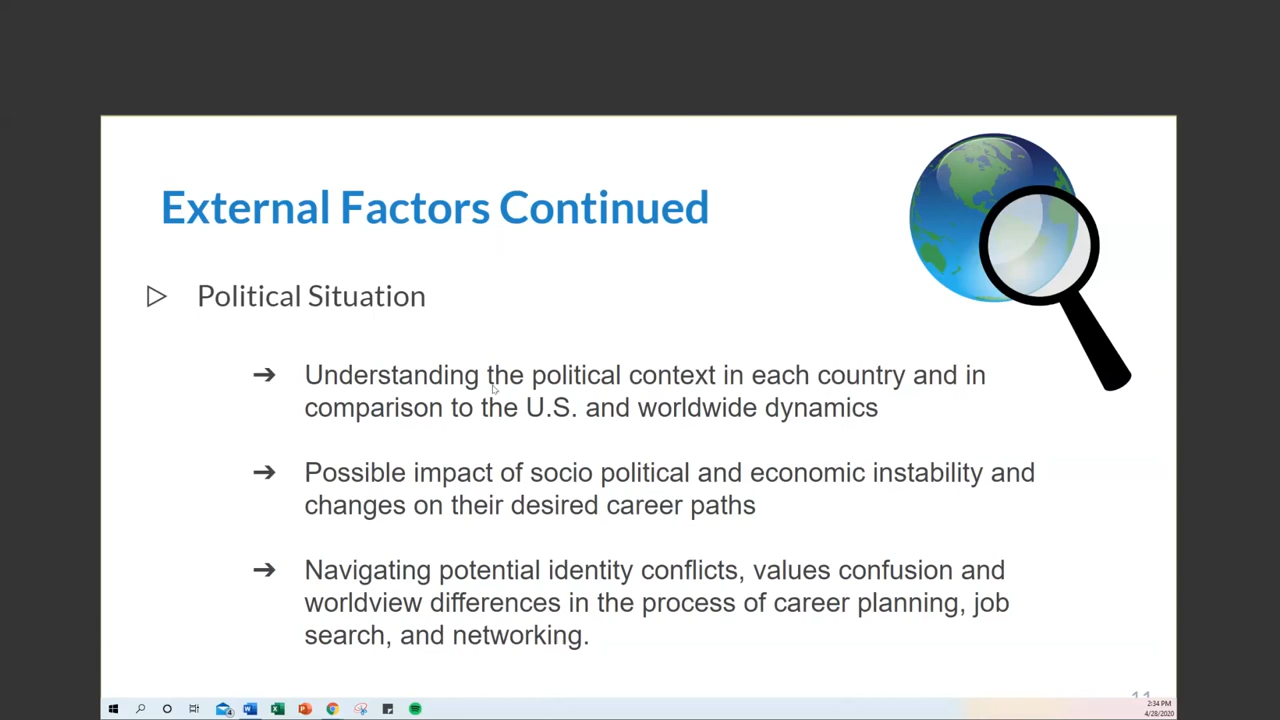 External Factors Continued
▷ Political Situation
➔ Understanding the political context in each country and in
comparison to the U.S. and worldwide dynamics
➔ Possible impact of socio political and economic instability and
changes on their desired career paths
➔ Navigating potential identity conflicts, values confusion and
worldview differences in the process of career planning, job
search, and networking.
11
4
2:34 PM
4/28/2020